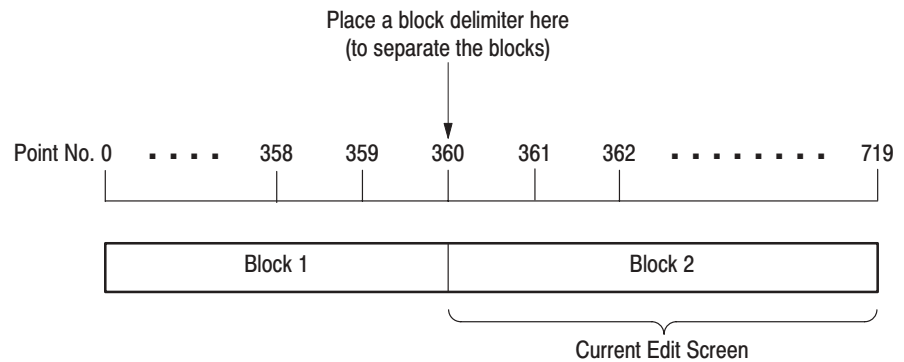 Place a block delimiter here
(to separate the blocks)
Point No. 0 . . . . 358 359 360 361 362 . . . . . . . . 719
Block 1 Block 2
Current Edit Screen